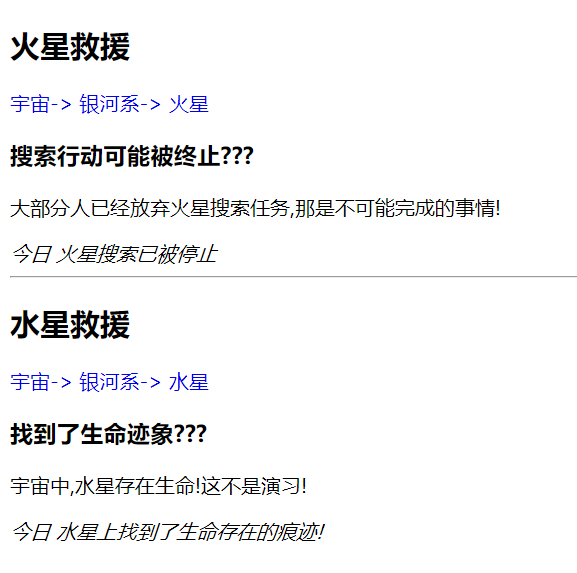 火星救援
宇宙-> 银河系-> 火星
搜索行动可能被终止???
大部分人已经放弃火星搜索任务,那是不可能完成的事情!
今日 火星搜索已被停止
水星救援
宇宙-> 银河系-> 水星
找到了生命迹象???
宇宙中,水星存在生命!这不是演习!
今日 水星上找到了生命存在的痕迹!